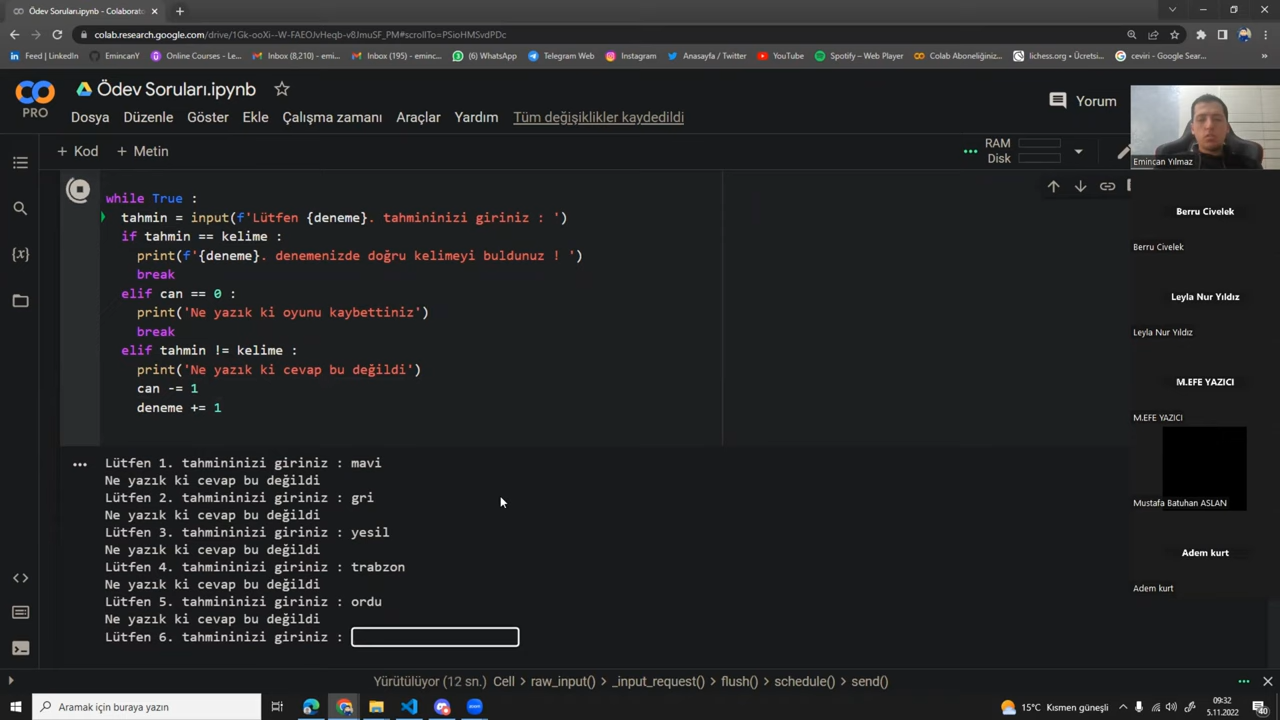 Ödev Soruları.ipynb - Colaborato
colab.research.google.com/drive/1Gk-ooXi--W-FAEOJvHeqb-v8JmuSF_PM#scrollTo=PSioHMSvdPDc
Feed | LinkedIn
EmincanY
Online Courses - Le...
Inbox (8,210) - eminc...
Inbox (195) - eminc...
(6) WhatsApp
Telegram Web
Instagram
Anasayfa / Twitter
YouTube
Spotify – Web Player
Colab Aboneliğiniz...
lichess.org • Ücretsi...
ceviri - Google Sear...
PRO
Ödev Soruları.ipynb
Dosya Düzenle Göster Ekle Çalışma zamanı Araçlar Yardım Tüm değişiklikler kaydedildi
Yorum
+ Kod + Metin
RAM
Disk
while True :
tahmin = input(f'Lütfen {deneme}. tahmininizi giriniz : ')
if tahmin == kelime :
print(f'{deneme}. denemenizde doğru kelimeyi buldunuz ! ')
break
elif can == 0 :
print('Ne yazık ki oyunu kaybettiniz')
break
elif tahmin != kelime :
print('Ne yazık ki cevap bu değildi')
can -= 1
deneme += 1
Lütfen 1. tahmininizi giriniz : mavi
Ne yazık ki cevap bu değildi
Lütfen 2. tahmininizi giriniz : gri
Ne yazık ki cevap bu değildi
Lütfen 3. tahmininizi giriniz : yesil
Ne yazık ki cevap bu değildi
Lütfen 4. tahmininizi giriniz : trabzon
Ne yazık ki cevap bu değildi
Lütfen 5. tahmininizi giriniz : ordu
Ne yazık ki cevap bu değildi
Lütfen 6. tahmininizi giriniz :
Yürütülüyor (12 sn.) Cell > raw_input() > _input_request() > flush() > schedule() > send()
Emincan Yılmaz
Berru Civelek
Berru Civelek
Leyla Nur Yıldız
Leyla Nur Yıldız
M.EFE YAZICI
M.EFE YAZICI
Mustafa Batuhan ASLAN
Adem kurt
Adem kurt
Aramak için buraya yazın
15°C Kısmen güneşli
09:32
5.11.2022